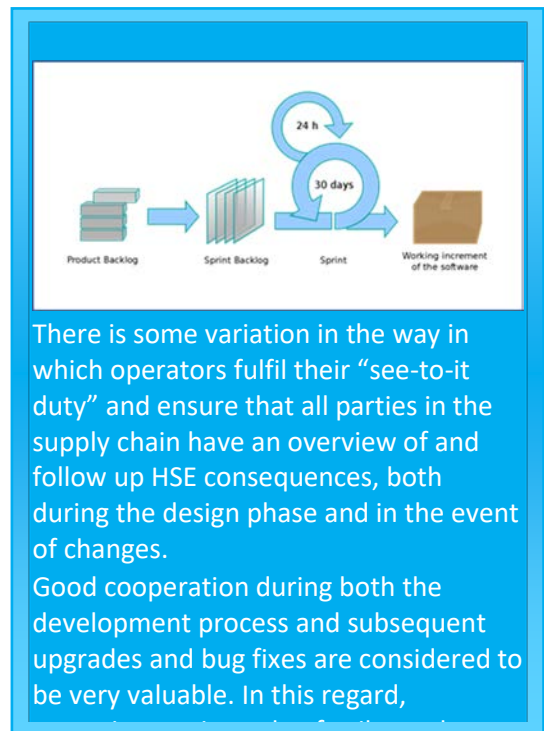 24 h
30 days
Product Backlog
Sprint Backlog
Sprint
Working increment
of the software
There is some variation in the way in
which operators fulfil their “see-to-it
duty” and ensure that all parties in the
supply chain have an overview of and
follow up HSE consequences, both
during the design phase and in the event
of changes.
Good cooperation during both the
development process and subsequent
upgrades and bug fixes are considered to
be very valuable. In this regard,